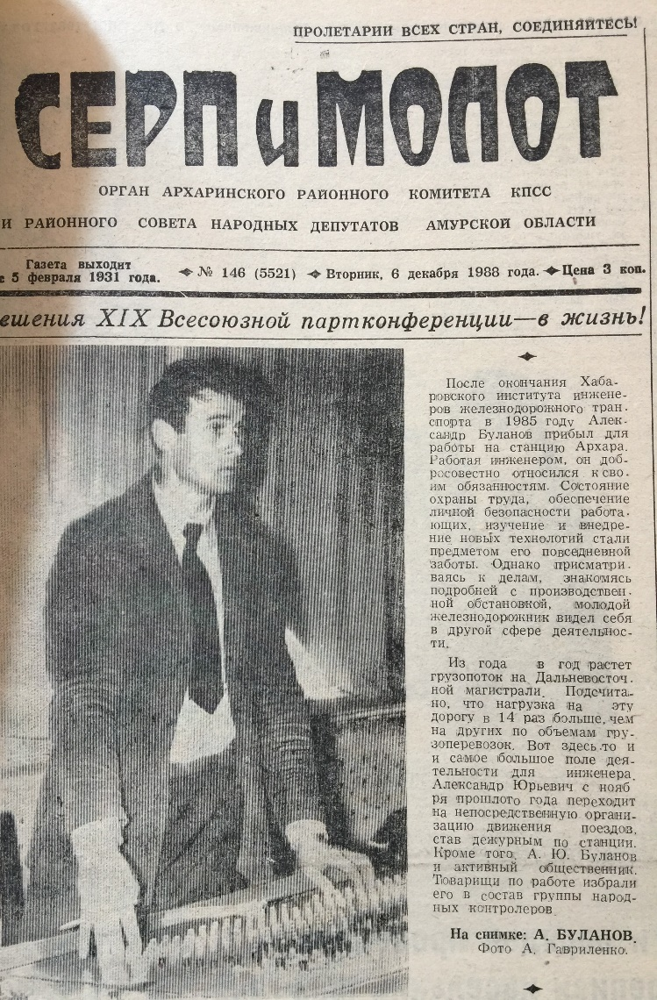 ПРОЛЕТАРИИ ВСЕХ СТРАН, СОЕДИНЯЙТЕСЬ!
СЕРП и МОЛОТ
ОРГАН АРХАРИНСКОГО РАЙОННОГО КОМИТЕТА КПСС
И РАЙОННОГО СОВЕТА НАРОДНЫХ ДЕПУТАТОВ АМУРСКОЙ ОБЛАСТИ
Газета выходит
с 5 февраля 1931 года.
№ 146 (5521)
Вторник, 6 декабря 1988 года.
Цена 3 коп.
ешения XIX Всесоюзной партконференции—в жизнь!
После окончания Хаба-
ровского института инжене-
ров железнодорожного тран-
спорта в 1985 году Алек-
сандр Буланов прибыл для
работы на станцию Архара.
Работая инженером, он доб-
росовестно относился к сво-
им обязанностям. Состояние
охраны труда, обеспечение
личной безопасности работа-
ющих, изучение и внедре-
ние новых технологий стали
предметом его повседневной
заботы. Однако присматри-
ваясь к делам, знакомясь
подробней с производствен-
ной обстановкой, молодой
железнодорожник видел себя
в другой сфере деятельнос-
ти.
Из года в год растет
грузопоток на Дальневосточ-
ной магистрали. Подсчита-
но, что нагрузка на эту
дорогу в 14 раз больше, чем
на других по объемам гру-
зоперевозок. Вот здесь-то и
и самое большое поле дея-
тельности для инженера.
Александр Юрьевич с нояб
ря прошлого года переходит
на непосредственную органи-
зацию движения поездов,
став дежурным по станции.
Кроме того, А. Ю. Буланов
и активный общественник.
Товарищи по работе избрали
его в состав группы народ-
ных контролеров.
На снимке: А. БУЛАНОВ.
Фото А. Гавриленко.